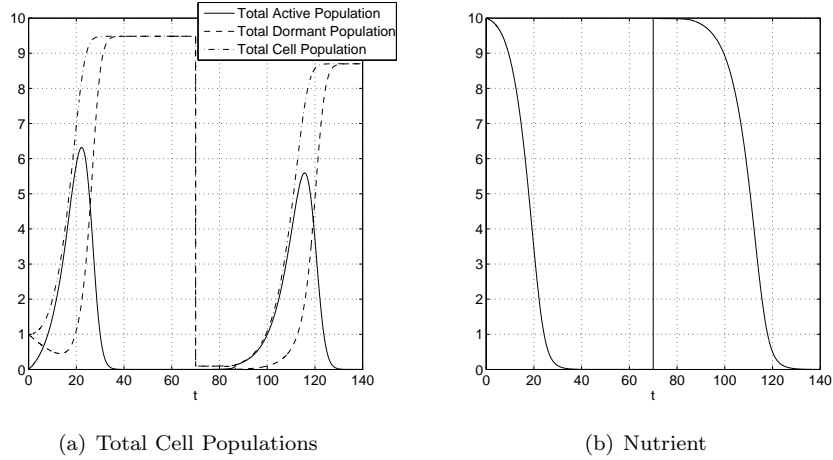 Total Active Population
Total Dormant Population
Total Cell Population
10
9
8
7
6
5
4
3
2
1
0
0 20 40 60 80 100 120 140
t
10
9
8
7
6
5
4
3
2
1
0
0 20 40 60 80 100 120 140
t
(a) Total Cell Populations
(b) Nutrient